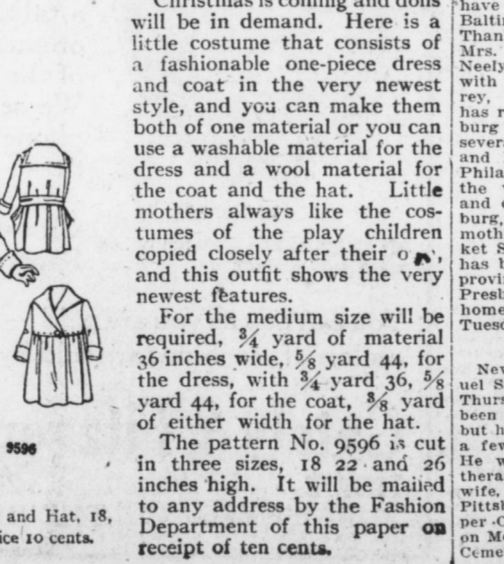 Christmas is coming and dolls
will be in demand. Here is a
little costume that consists of
a fashionable one-piece dress
and coat in the very newest
style, and you can make them
both of one material or you can
use a washable material for the
dress and a wool material for
the coat and the hat. Little
mothers always like the cos-
tumes of the play children
copied closely after their
and this outfit shows the very
newest features.
For the medium size will be
required, ¾ yard of material
36 inches wide, ⅝ yard 44, for
the dress, with ¾ yard 36, ⅝
yard 44, for the coat, ⅜ yard
of either width for the hat.
The pattern No. 9596 is cut
in three sizes, 18 22 and 26
inches high. It will be mailed
to any address by the Fashion
Department of this paper on
receipt of ten cents.
9596
and Hat, 18,
ice 10 cents.
have
Balti
Than
Mrs.
Neely
with
rey,
has r
burg
sever
and
Phila
the
and
burg,
moth
ket S
has b
provi
Presb
home
Tuesd
New
uel S
Thurs
been
but h
a few
He w
thera
wife,
Pittsb
per C
on Mo
Ceme